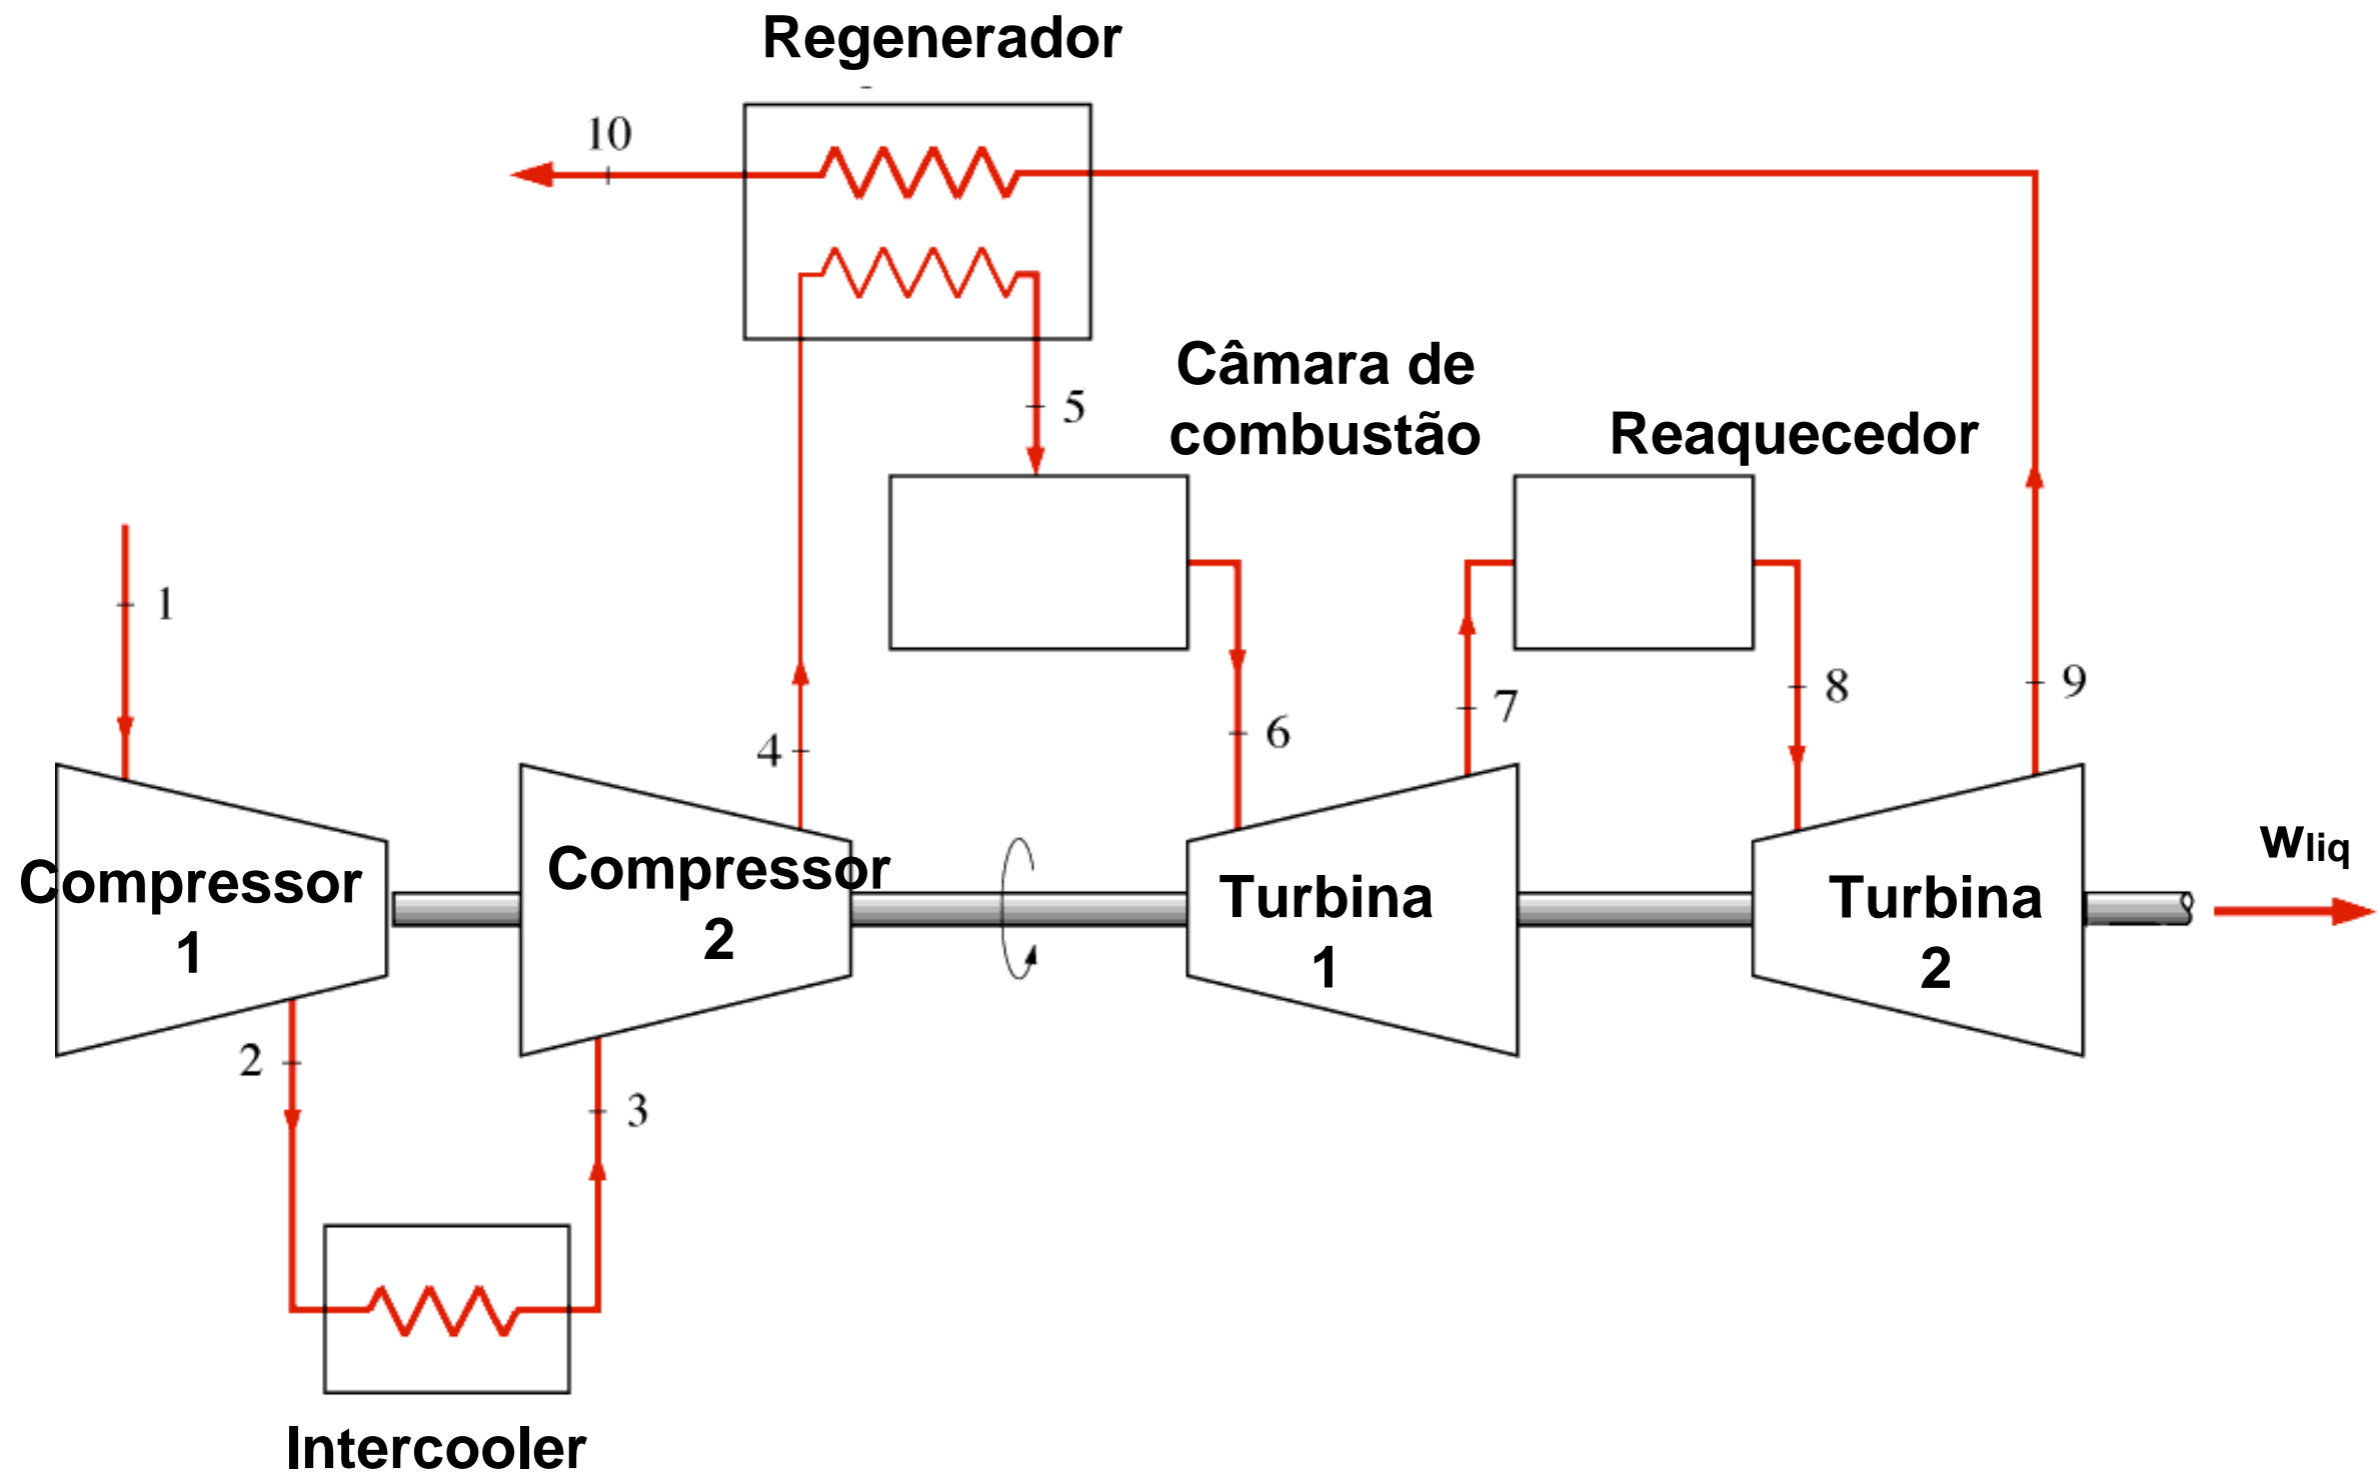 Regenerador
10
Câmara de
combustão
5
Reaquecedor
1
4
6
7
8
9
Compressor
1
Compressor
2
Turbina
1
Turbina
2
wliq
2
3
Intercooler